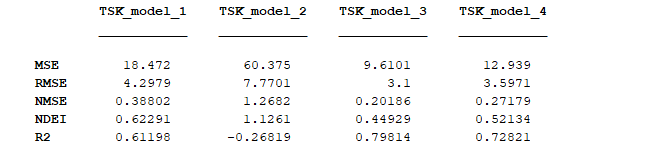 TSK_model_1 TSK_model_2 TSK_model_3 TSK_model_4
MSE 18.472 60.375 9.6101 12.939
RMSE 4.2979 7.7701 3.1 3.5971
NMSE 0.38802 1.2682 0.20186 0.27179
NDEI 0.62291 1.1261 0.44929 0.52134
R2 0.61198 -0.26819 0.79814 0.72821